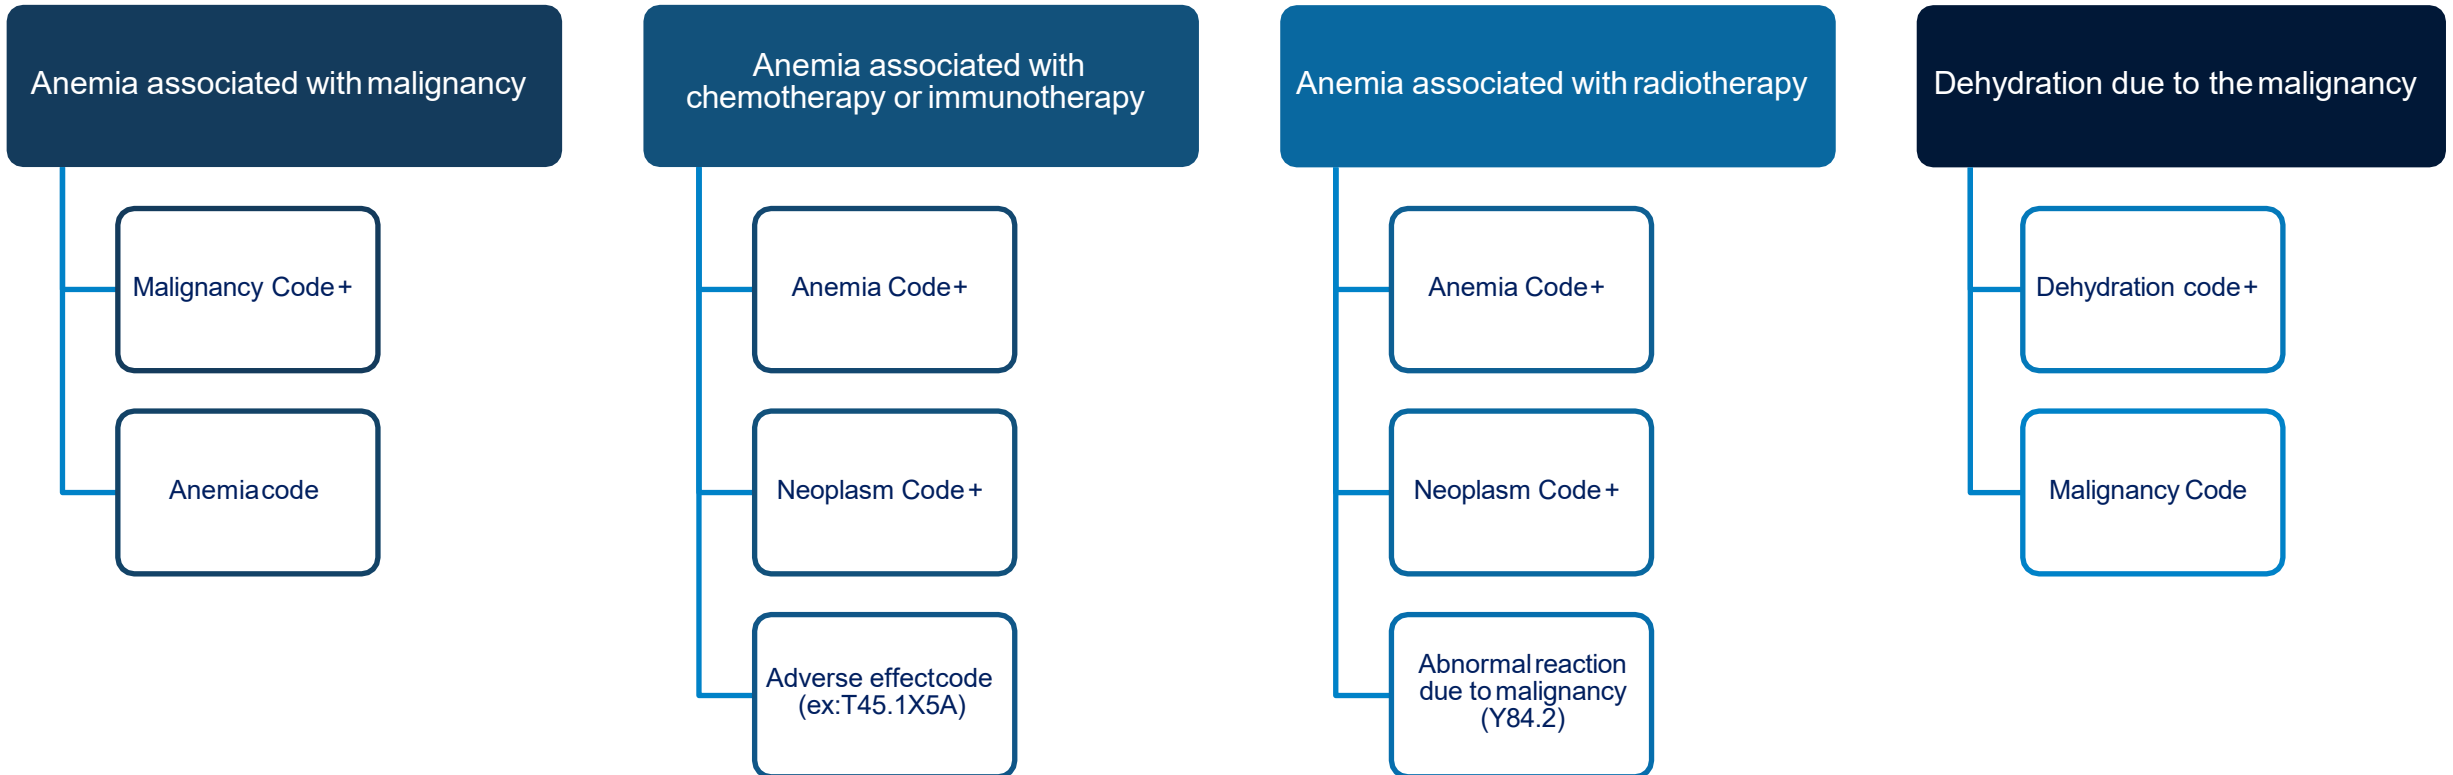 Anemia associated with malignancy
Malignancy Code+
Anemia code
Anemia associated with
chemotherapy or immunotherapy
Anemia Code+
Neoplasm Code+
Adverse effect code
(ex:T45.1X5A)
Anemia associated with radiotherapy
Anemia Code+
Neoplasm Code+
Abnormal reaction
due to malignancy
(Y84.2)
Dehydration due to the malignancy
Dehydration code+
Malignancy Code